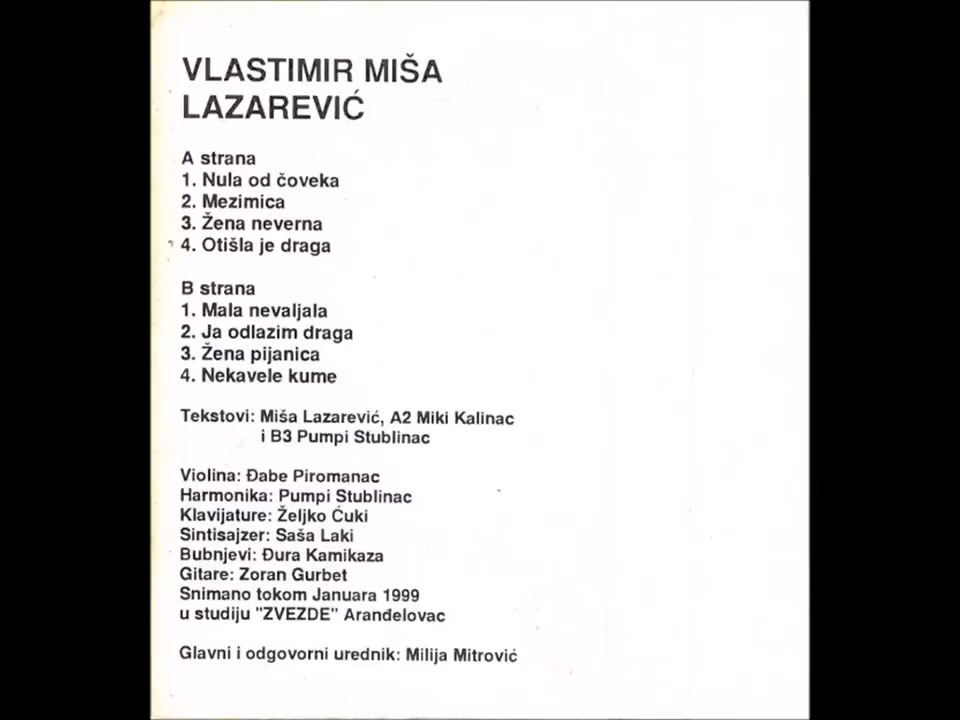 VLASTIMIR MIŠA
LAZAREVIĆ
A strana
1. Nula od čoveka
2. Mezimica
3. Žena neverna
4. Otišla je draga
B strana
1. Mala nevaljala
2. Ja odlazim draga
3. Žena pijanica
4. Nekavele kume
Tekstovi: Miša Lazarević, A2 Miki Kalinac
i B3 Pumpi Stublinac
Violina: Đabe Piromanac
Harmonika: Pumpi Stublinac
Klavijature: Željko Ćuki
Sintisajzer: Saša Laki
Bubnjevi: Đura Kamikaza
Gitare: Zoran Gurbet
Snimano tokom Januara 1999
u studiju "ZVEZDE" Aranđelovac
Glavni i odgovorni urednik: Milija Mitrović